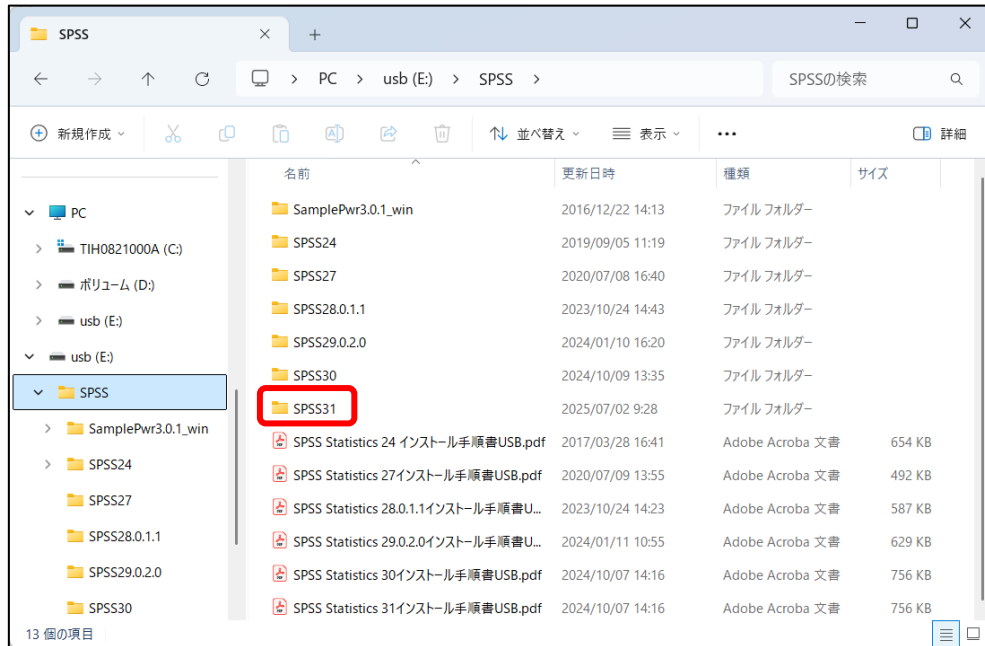 SPSS
PC > usb (E:) > SPSS >
SPSSの検索
新規作成
並べ替え
表示
詳細
名前 更新日時 種類 サイズ
PC
TIH0821000A (C:)
ボリューム (D:)
usb (E:)
usb (E:)
SPSS
SamplePwr3.0.1_win
SPSS24
SPSS27
SPSS28.0.1.1
SPSS29.0.2.0
SPSS30
SamplePwr3.0.1_win 2016/12/22 14:13 ファイル フォルダー
SPSS24 2019/09/05 11:19 ファイル フォルダー
SPSS27 2020/07/08 16:40 ファイル フォルダー
SPSS28.0.1.1 2023/10/24 14:43 ファイル フォルダー
SPSS29.0.2.0 2024/01/10 16:20 ファイル フォルダー
SPSS30 2024/10/09 13:35 ファイル フォルダー
SPSS31 2025/07/02 9:28 ファイル フォルダー
SPSS Statistics 24 インストール手順書USB.pdf 2017/03/28 16:41 Adobe Acroba 文書 654 KB
SPSS Statistics 27インストール手順書USB.pdf 2020/07/09 13:55 Adobe Acroba 文書 492 KB
SPSS Statistics 28.0.1.1インストール手順書U... 2023/10/24 14:23 Adobe Acroba 文書 587 KB
SPSS Statistics 29.0.2.0インストール手順書U... 2024/01/11 10:55 Adobe Acroba 文書 629 KB
SPSS Statistics 30インストール手順書USB.pdf 2024/10/07 14:16 Adobe Acroba 文書 756 KB
SPSS Statistics 31インストール手順書USB.pdf 2024/10/07 14:16 Adobe Acroba 文書 756 KB
13 個の項目